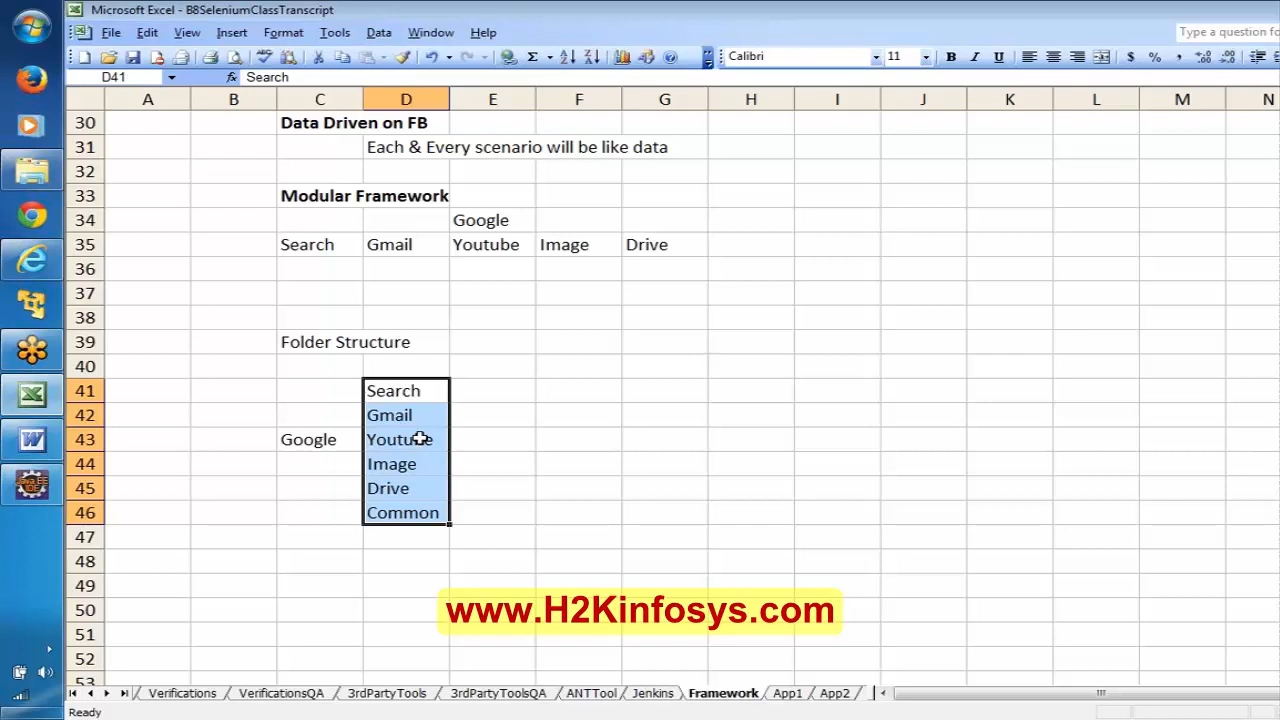 Microsoft Excel - B8SeleniumClassTranscript
File Edit View Insert Format Tools Data Window Help
Type a question fo
Calibri 11 B I U $ % ,
D41 fx Search
A B C D E F G H I J K L M N
30 Data Driven on FB
31 Each & Every scenario will be like data
32
33 Modular Framework
34 Google
35 Search Gmail Youtube Image Drive
36
37
38
39 Folder Structure
40
41 Search
42 Gmail
43 Google Youtube
44 Image
45 Drive
46 Common
47
48
49
50
www.H2Kinfosys.com
51
52
53
Verifications VerificationsQA 3rdPartyTools 3rdPartyToolsQA ANTTool Jenkins Framework App1 App2
Ready